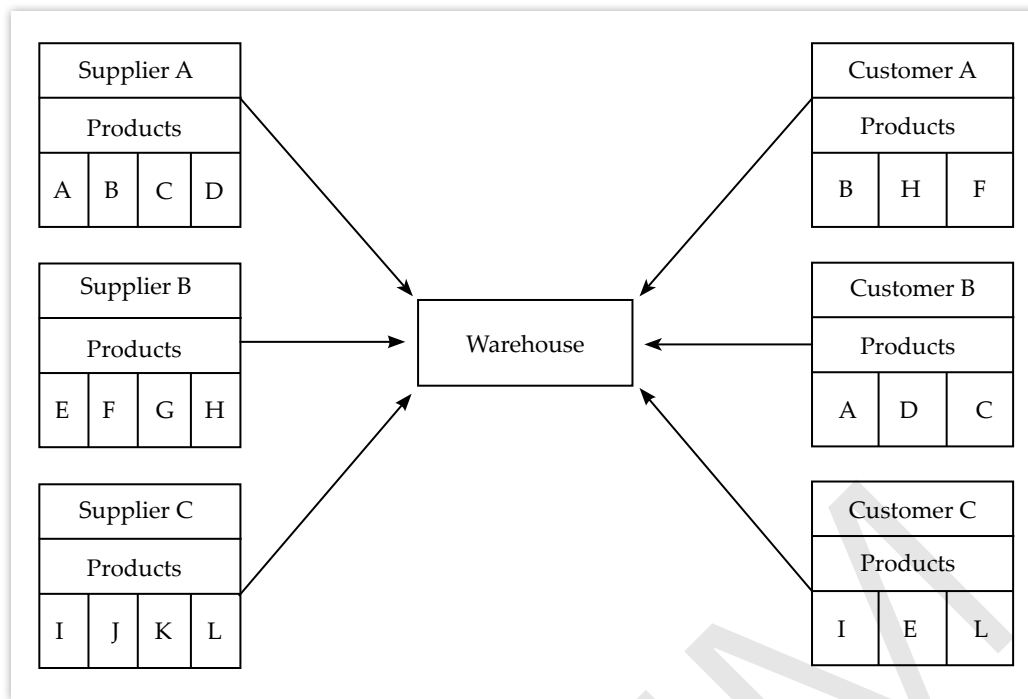 Supplier A
Products
A B C D
Supplier B
Products
E F G H
Supplier C
Products
I J K L
Warehouse
Customer A
Products
B H F
Customer B
Products
A D C
Customer C
Products
I E L